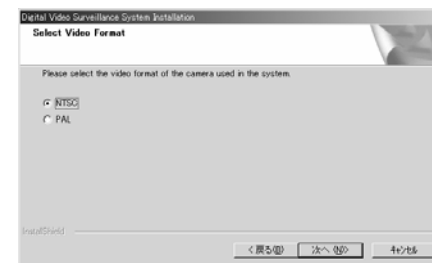 Digital Video Surveillance System Installation
Select Video Format
Please select the video format of the camera used in the system.
NTSC
PAL
InstallShield
< 戻る(B)
次へ (N)>
キャンセル